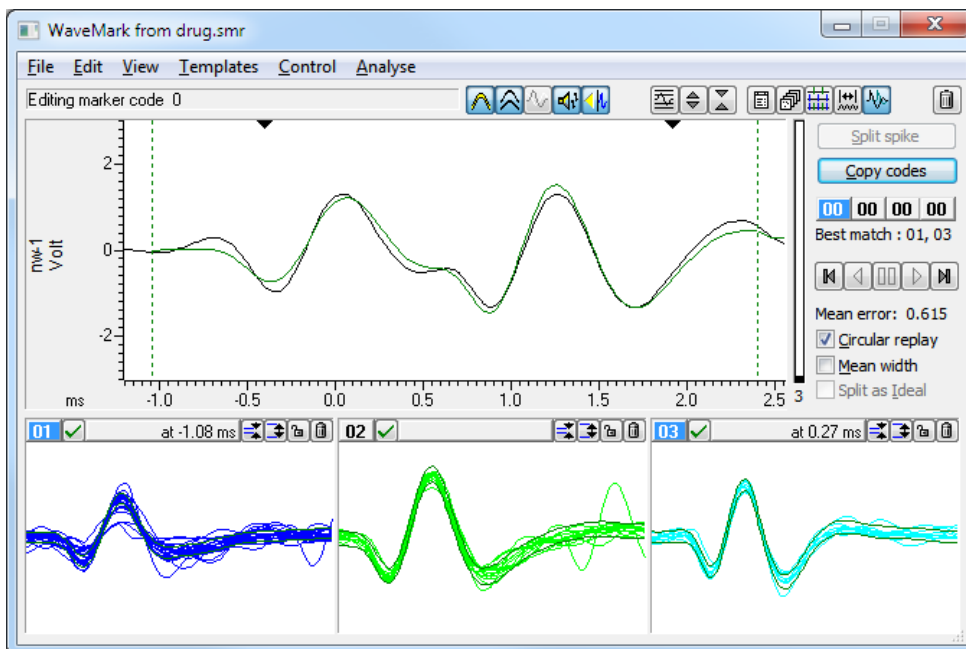 WaveMark from drug.smr
File Edit View Templates Control Analyse
Editing marker code 0
Split spike
Copy codes
00 00 00 00
Best match : 01, 03
Mean error: 0.615
Circular replay
Mean width
Split as Ideal
nw-1
Volt
2
0
-2
ms -1.0 -0.5 0.0 0.5 1.0 1.5 2.0 2.5 3
01 at -1.08 ms 02 03 at 0.27 ms